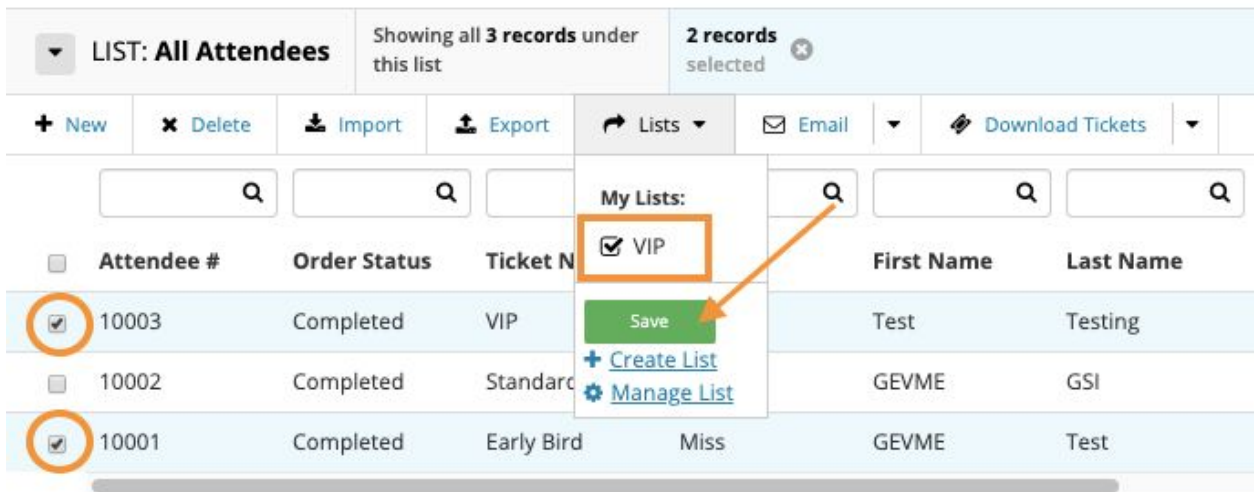 LIST: All Attendees
Showing all 3 records under
this list
2 records
selected
New Delete Import Export Lists Email Download Tickets
My Lists:
VIP
Attendee # Order Status Ticket N First Name Last Name
10003 Completed VIP Save Test Testing
Create List
10002 Completed Standard GEVME GSI
Manage List
10001 Completed Early Bird Miss GEVME Test